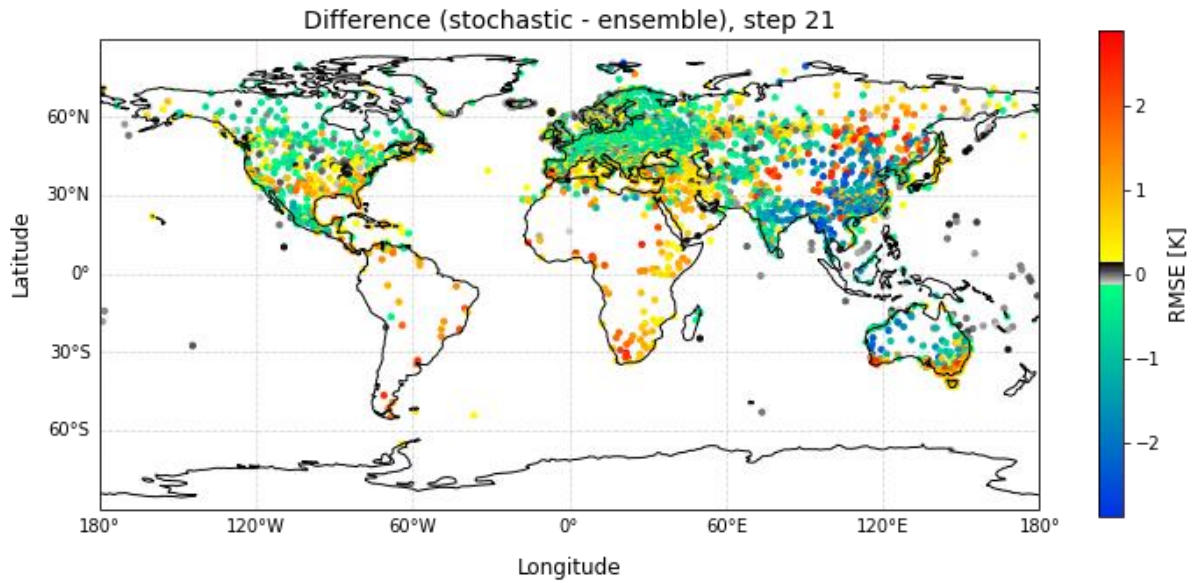 Difference (stochastic - ensemble), step 21
60°N
30°N
0°
30°S
60°S
Latitude
180°
120°W
60°W
0°
60°E
120°E
180°
Longitude
2
1
0
−1
−2
RMSE [K]